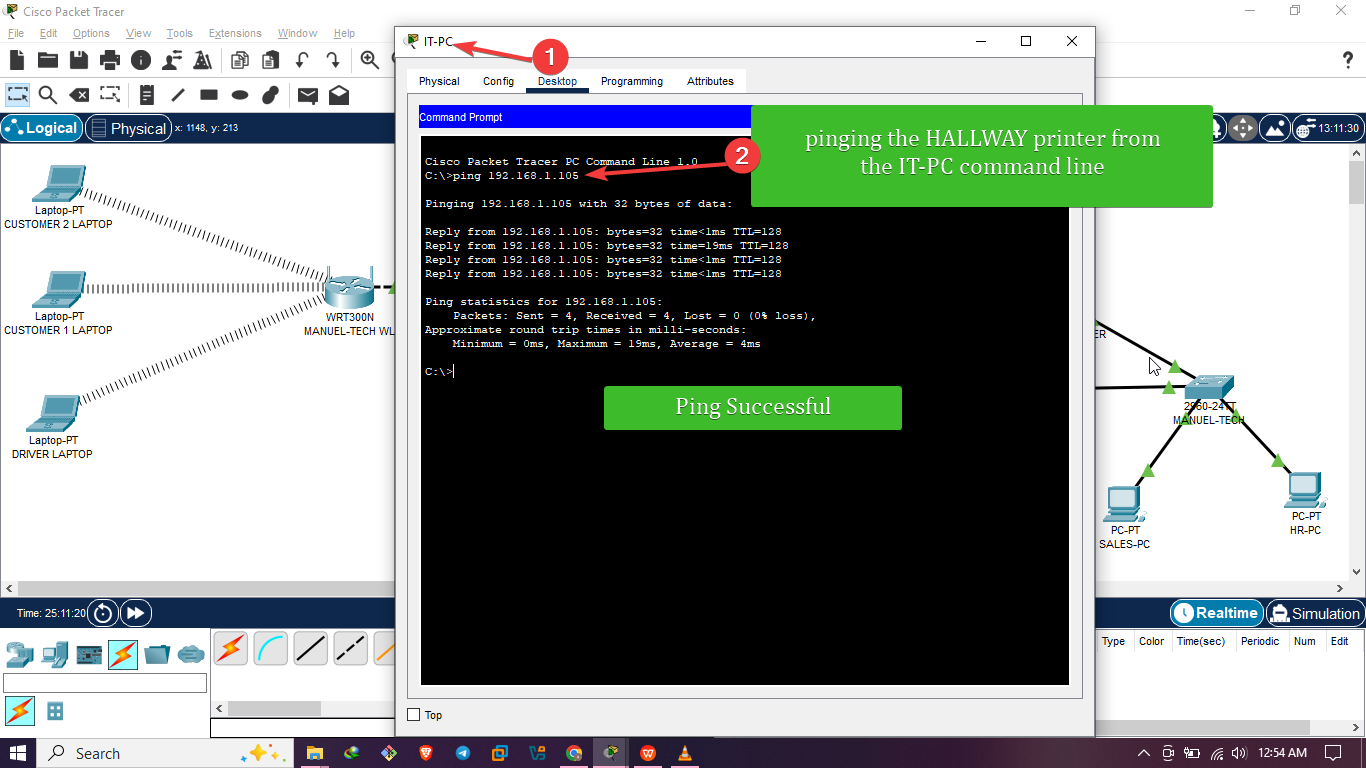 Cisco Packet Tracer
File Edit Options View Tools Extensions Window Help
Logical Physical x: 1148, y: 213
13:11:30
IT-PC
1
Physical Config Desktop Programming Attributes
Command Prompt
Cisco Packet Tracer PC Command Line 1.0
C:\>ping 192.168.1.105
2
pinging the HALLWAY printer from
the IT-PC command line
Pinging 192.168.1.105 with 32 bytes of data:
Reply from 192.168.1.105: bytes=32 time<1ms TTL=128
Reply from 192.168.1.105: bytes=32 time=19ms TTL=128
Reply from 192.168.1.105: bytes=32 time<1ms TTL=128
Reply from 192.168.1.105: bytes=32 time<1ms TTL=128
Ping statistics for 192.168.1.105:
Packets: Sent = 4, Received = 4, Lost = 0 (0% loss),
Approximate round trip times in milli-seconds:
Minimum = 0ms, Maximum = 19ms, Average = 4ms
C:\>
Ping Successful
Top
Laptop-PT
CUSTOMER 2 LAPTOP
Laptop-PT
CUSTOMER 1 LAPTOP
Laptop-PT
DRIVER LAPTOP
WRT300N
MANUEL-TECH WL
ER
2960-24TT
MANUEL-TECH
PC-PT
SALES-PC
PC-PT
HR-PC
Time: 25:11:20
Realtime Simulation
Type Color Time(sec) Periodic Num Edit
Search
12:54 AM